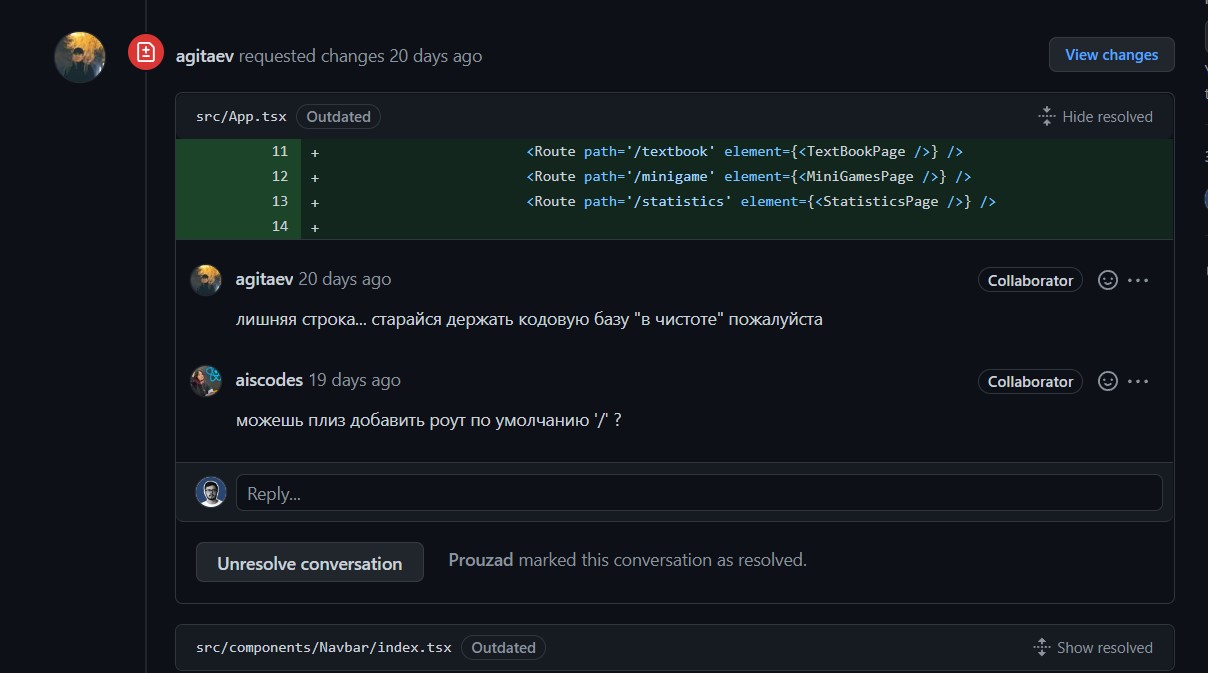 agitaev requested changes 20 days ago
View changes
src/App.tsx Outdated Hide resolved
11 + <Route path='/textbook' element={<TextBookPage />} />
12 + <Route path='/minigame' element={<MiniGamesPage />} />
13 + <Route path='/statistics' element={<StatisticsPage />} />
14 +
agitaev 20 days ago Collaborator
лишняя строка... старайся держать кодовую базу "в чистоте" пожалуйста
aiscodes 19 days ago Collaborator
можешь плиз добавить роут по умолчанию '/' ?
Reply...
Unresolve conversation Prouzad marked this conversation as resolved.
src/components/Navbar/index.tsx Outdated Show resolved